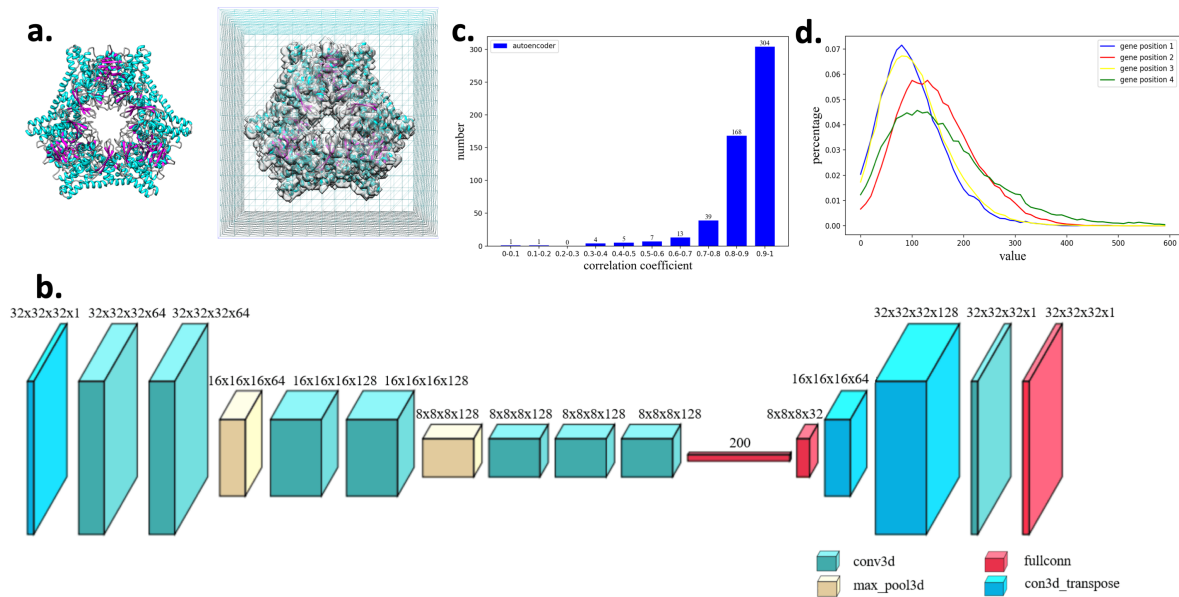 a.
c.
d.
autoencoder
number
300
250
200
150
100
50
0
1
1
0
4
5
7
13
39
168
304
0-0.1
0.1-0.2
0.2-0.3
0.3-0.4
0.4-0.5
0.5-0.6
0.6-0.7
0.7-0.8
0.8-0.9
0.9-1
correlation coefficient
percentage
0.07
0.06
0.05
0.04
0.03
0.02
0.01
0.00
gene position 1
gene position 2
gene position 3
gene position 4
0
100
200
300
400
500
600
value
b.
32x32x32x1
32x32x32x64
32x32x32x64
16x16x16x64
16x16x16x128
16x16x16x128
8x8x8x128
8x8x8x128
8x8x8x128
8x8x8x128
200
8x8x8x32
16x16x16x64
32x32x32x128
32x32x32x1
32x32x32x1
conv3d
max_pool3d
fullconn
con3d_transpose